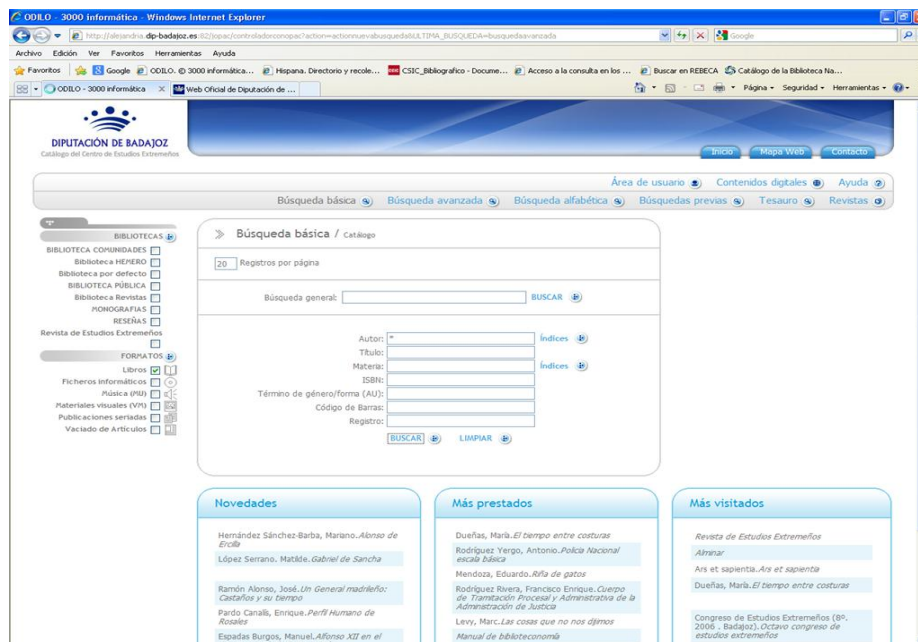 ODILO - 3000 informática - Windows Internet Explorer
http://alejandria.dip-badajoz.es:82/jopac/controladorconopac?action=actionnuevabusqueda&ULTIMA_BUSQUEDA=busquedaavanzada
Google
Archivo Edición Ver Favoritos Herramientas Ayuda
Favoritos Google ODILO. © 3000 informática... Hispana. Directorio y recole... CSIC_Bibliografico - Docume... Acceso a la consulta en los ... Buscar en REBECA Catálogo de la Biblioteca Na...
ODILO - 3000 informática Web Oficial de Diputación de ... Página Seguridad Herramientas
DIPUTACIÓN DE BADAJOZ
Catálogo del Centro de Estudios Extremeños
Inicio Mapa Web Contacto
Área de usuario Contenidos digitales Ayuda
Búsqueda básica Búsqueda avanzada Búsqueda alfabética Búsquedas previas Tesauro Revistas
BIBLIOTECAS
BIBLIOTECA COMUNIDADES
Biblioteca HEMERO
Biblioteca por defecto
BIBLIOTECA PÚBLICA
Biblioteca Revistas
MONOGRAFIAS
RESEÑAS
Revista de Estudios Extremeños
FORMATOS
Libros
Ficheros informáticos
Música (MU)
Materiales visuales (VM)
Publicaciones seriadas
Vaciado de Artículos
Búsqueda básica / Catálogo
20 Registros por página
Búsqueda general: BUSCAR
Autor: * Índices
Título:
Materia: Índices
ISBN:
Término de género/forma (AU):
Código de Barras:
Registro:
BUSCAR LIMPIAR
Novedades
Hernández Sánchez-Barba, Mariano.Alonso de
Ercilla
López Serrano. Matilde.Gabriel de Sancha
Ramón Alonso, José.Un General madrileño:
Castaños y su tiempo
Pardo Canalís, Enrique.Perfil Humano de
Rosales
Espadas Burgos, Manuel.Alfonso XII en el
Más prestados
Dueñas, María.El tiempo entre costuras
Rodríguez Yergo, Antonio.Policía Nacional
escala básica
Mendoza, Eduardo.Riña de gatos
Rodríguez Rivera, Francisco Enrique.Cuerpo
de Tramitación Procesal y Administrativa de la
Administración de Justicia
Levy, Marc.Las cosas que no nos dijimos
Manual de biblioteconomía
Más visitados
Revista de Estudios Extremeños
Alminar
Ars et sapientia.Ars et sapientia
Dueñas, María.El tiempo entre costuras
Congreso de Estudios Extremeños (8º.
2006 . Badajoz).Octavo congreso de
estudios extremeños